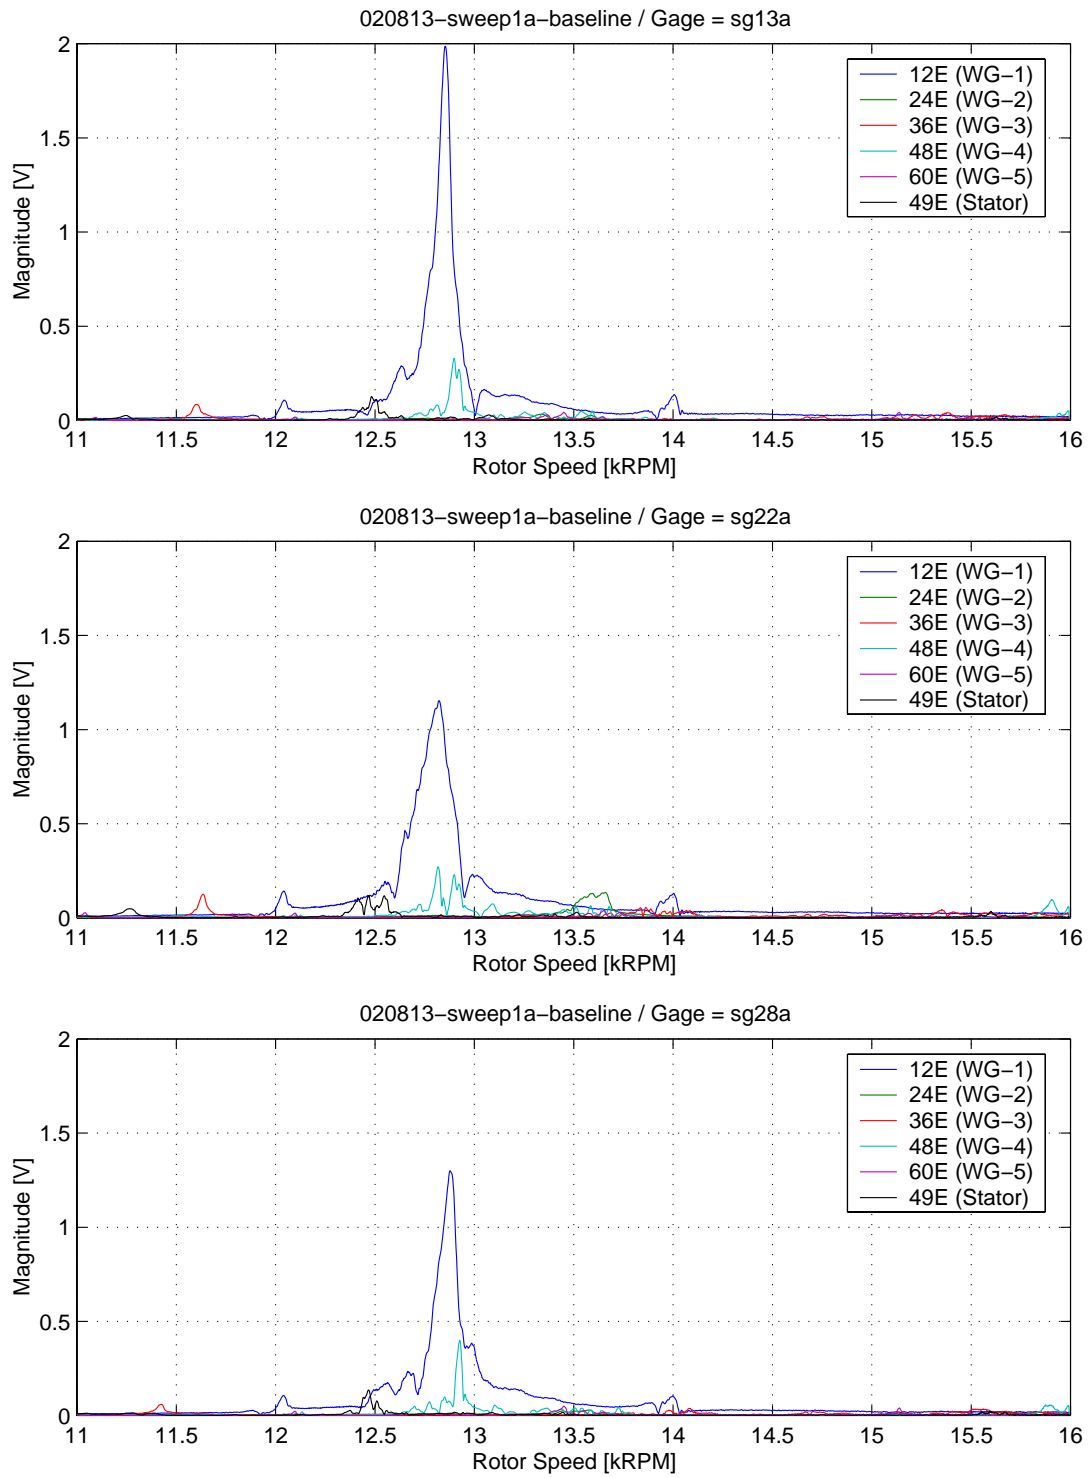 020813−sweep1a−baseline / Gage = sg13a
2
1.5
1
0.5
0
Magnitude [V]
12E (WG−1)
24E (WG−2)
36E (WG−3)
48E (WG−4)
60E (WG−5)
49E (Stator)
11 11.5 12 12.5 13 13.5 14 14.5 15 15.5 16
Rotor Speed [kRPM]
020813−sweep1a−baseline / Gage = sg22a
2
1.5
1
0.5
0
Magnitude [V]
12E (WG−1)
24E (WG−2)
36E (WG−3)
48E (WG−4)
60E (WG−5)
49E (Stator)
11 11.5 12 12.5 13 13.5 14 14.5 15 15.5 16
Rotor Speed [kRPM]
020813−sweep1a−baseline / Gage = sg28a
2
1.5
1
0.5
0
Magnitude [V]
12E (WG−1)
24E (WG−2)
36E (WG−3)
48E (WG−4)
60E (WG−5)
49E (Stator)
11 11.5 12 12.5 13 13.5 14 14.5 15 15.5 16
Rotor Speed [kRPM]